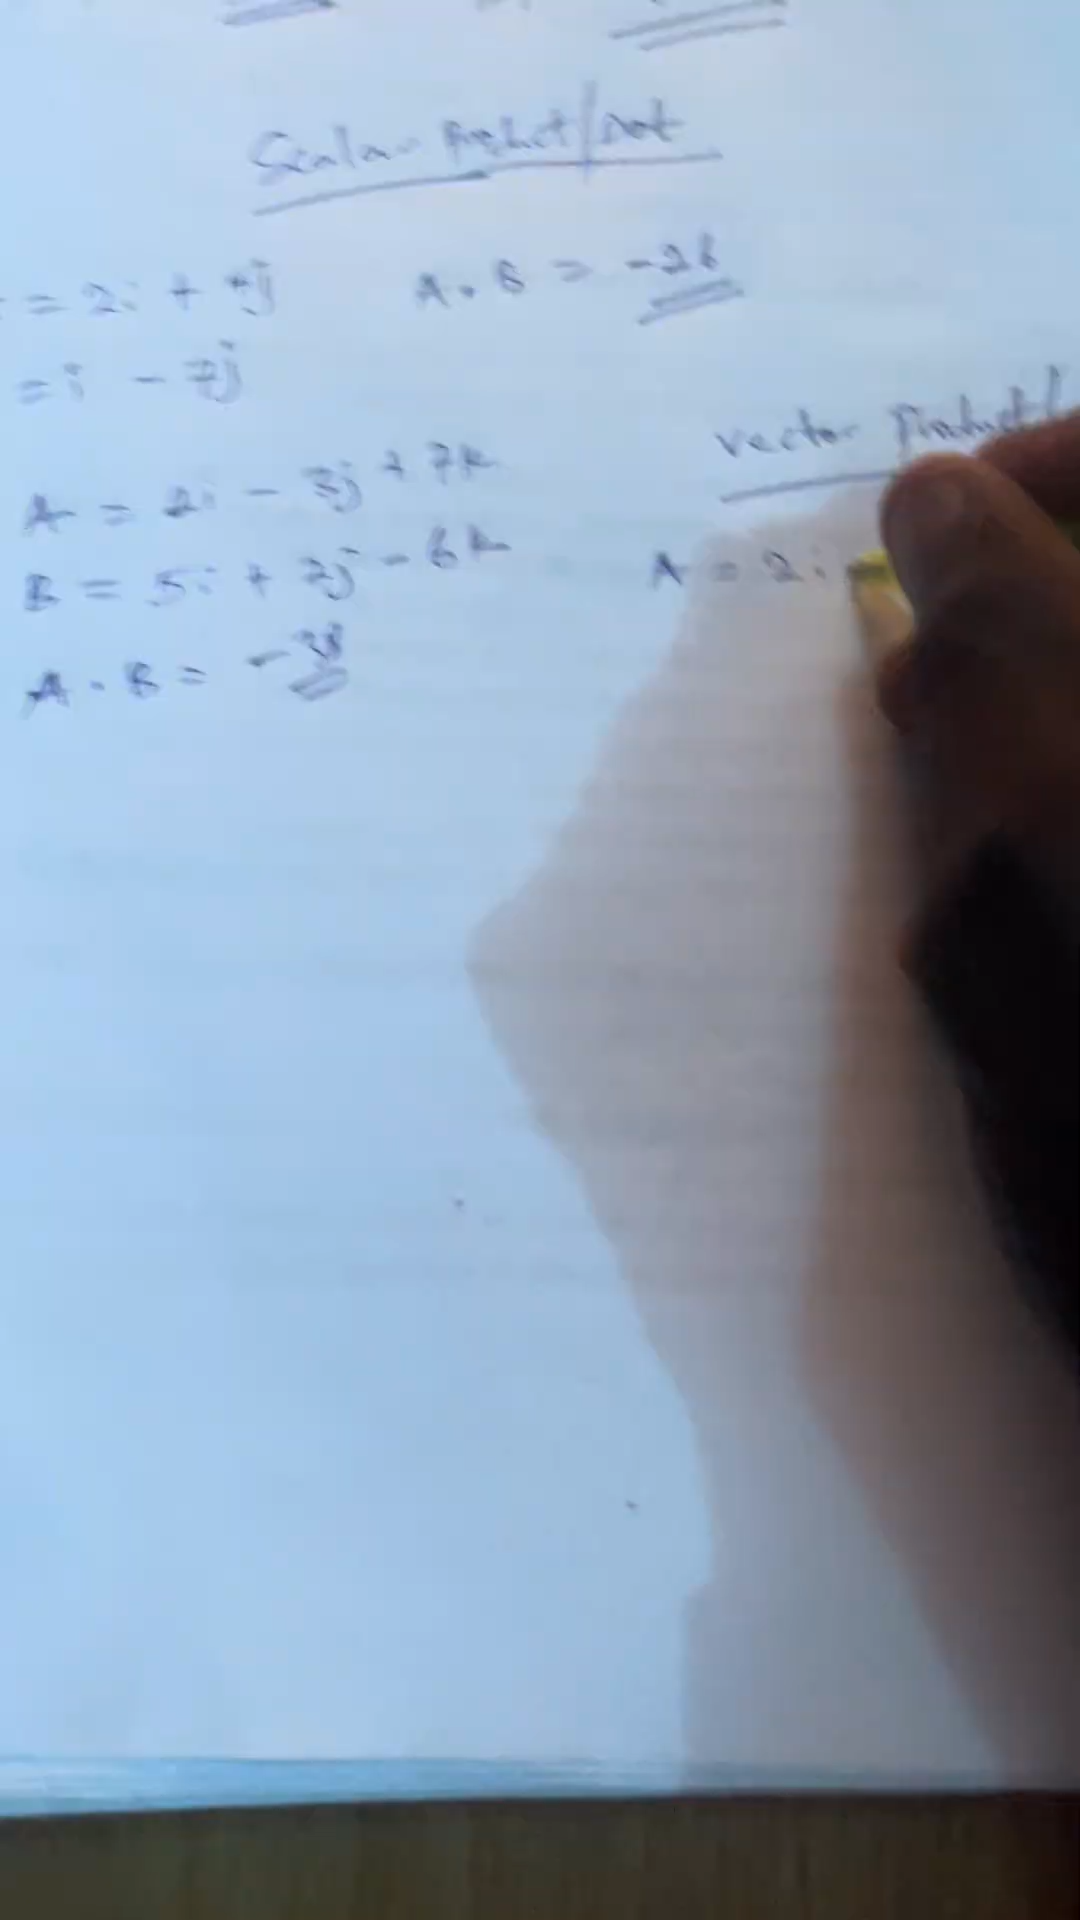 Scalar Product/Dot
= 2i + 4j
A . B = -26
= i - 7j
vector Product/
A = 2i - 3j + 7k
B = 5i + 2j - 6k
A = 2i
A . B = -38